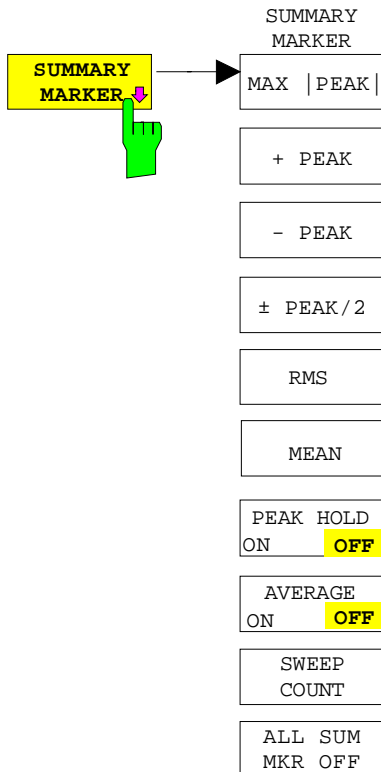 SUMMARY
MARKER
SUMMARY
MARKER
MAX |PEAK|
+ PEAK
- PEAK
± PEAK/2
RMS
MEAN
PEAK HOLD
ON OFF
AVERAGE
ON OFF
SWEEP
COUNT
ALL SUM
MKR OFF